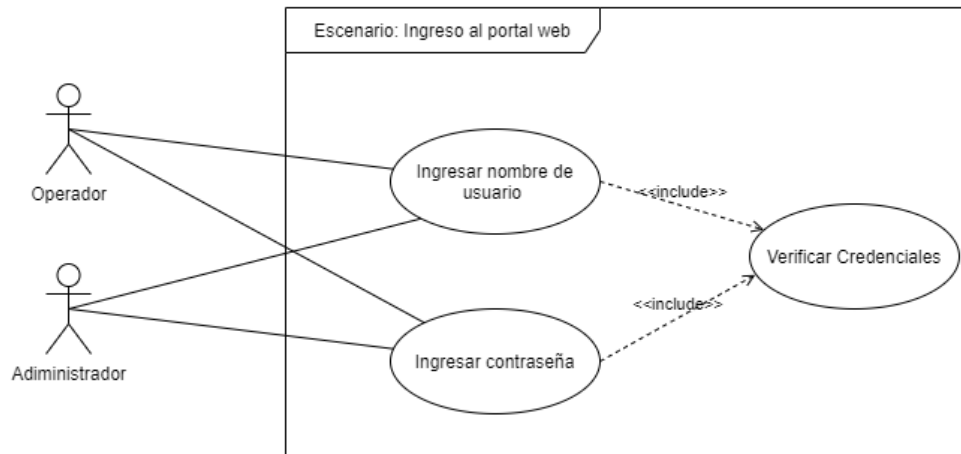 Escenario: Ingreso al portal web
Operador
Ingresar nombre de
usuario
<<include>>
Verificar Credenciales
<<include>>
Adiministrador
Ingresar contraseña